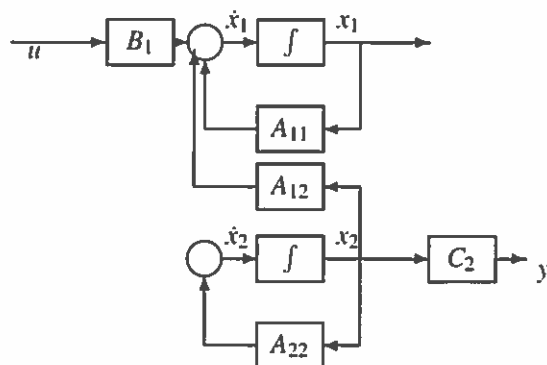 u
B₁
ẋ₁
∫
x₁
A₁₁
A₁₂
ẋ₂
∫
x₂
C₂
y
A₂₂